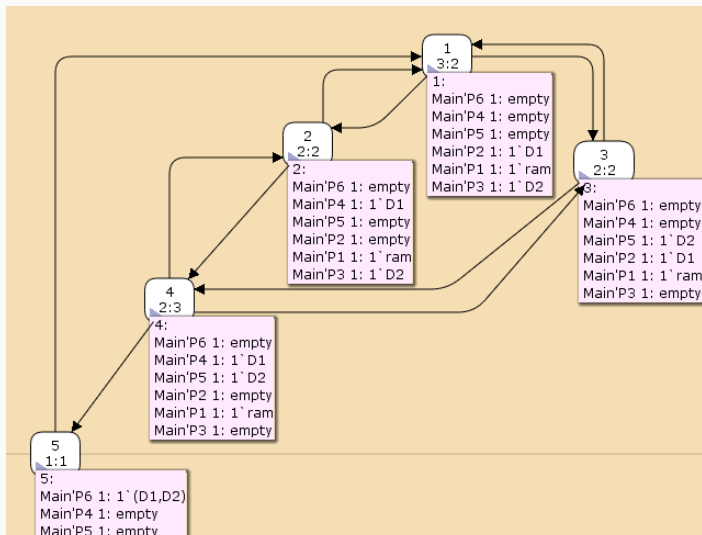 1
3:2
1:
Main'P6 1: empty
Main'P4 1: empty
Main'P5 1: empty
Main'P2 1: 1`D1
Main'P1 1: 1`ram
Main'P3 1: 1`D2
2
2:2
2:
Main'P6 1: empty
Main'P4 1: 1`D1
Main'P5 1: empty
Main'P2 1: empty
Main'P1 1: 1`ram
Main'P3 1: 1`D2
3
2:2
3:
Main'P6 1: empty
Main'P4 1: empty
Main'P5 1: 1`D2
Main'P2 1: 1`D1
Main'P1 1: 1`ram
Main'P3 1: empty
4
2:3
4:
Main'P6 1: empty
Main'P4 1: 1`D1
Main'P5 1: 1`D2
Main'P2 1: empty
Main'P1 1: 1`ram
Main'P3 1: empty
5
1:1
5:
Main'P6 1: 1`(D1,D2)
Main'P4 1: empty
Main'P5 1: empty